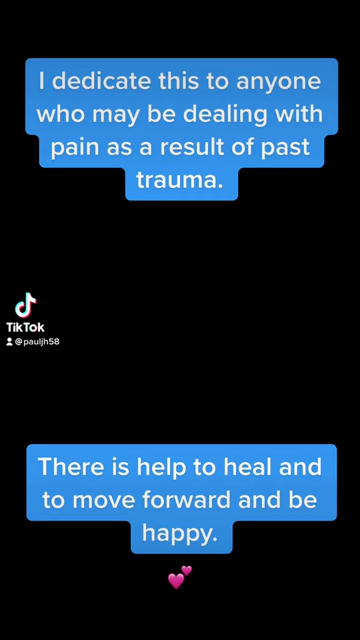 I dedicate this to anyone
who may be dealing with
pain as a result of past
trauma.
TikTok
@pauljh58
There is help to heal and
to move forward and be
happy.
💕